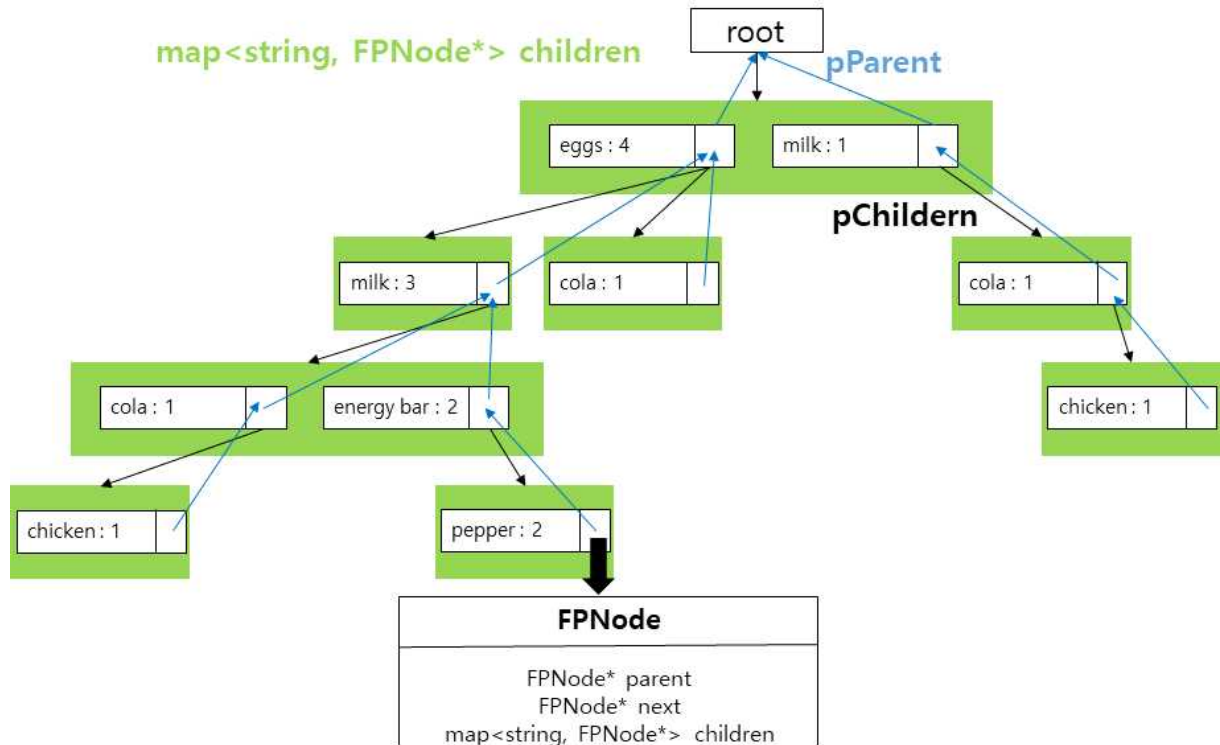 root
map<string, FPNode*> children
pParent
eggs : 4
milk : 1
pChildern
milk : 3
cola : 1
cola : 1
cola : 1
energy bar : 2
chicken : 1
chicken : 1
pepper : 2
FPNode
FPNode* parent
FPNode* next
map<string, FPNode*> children